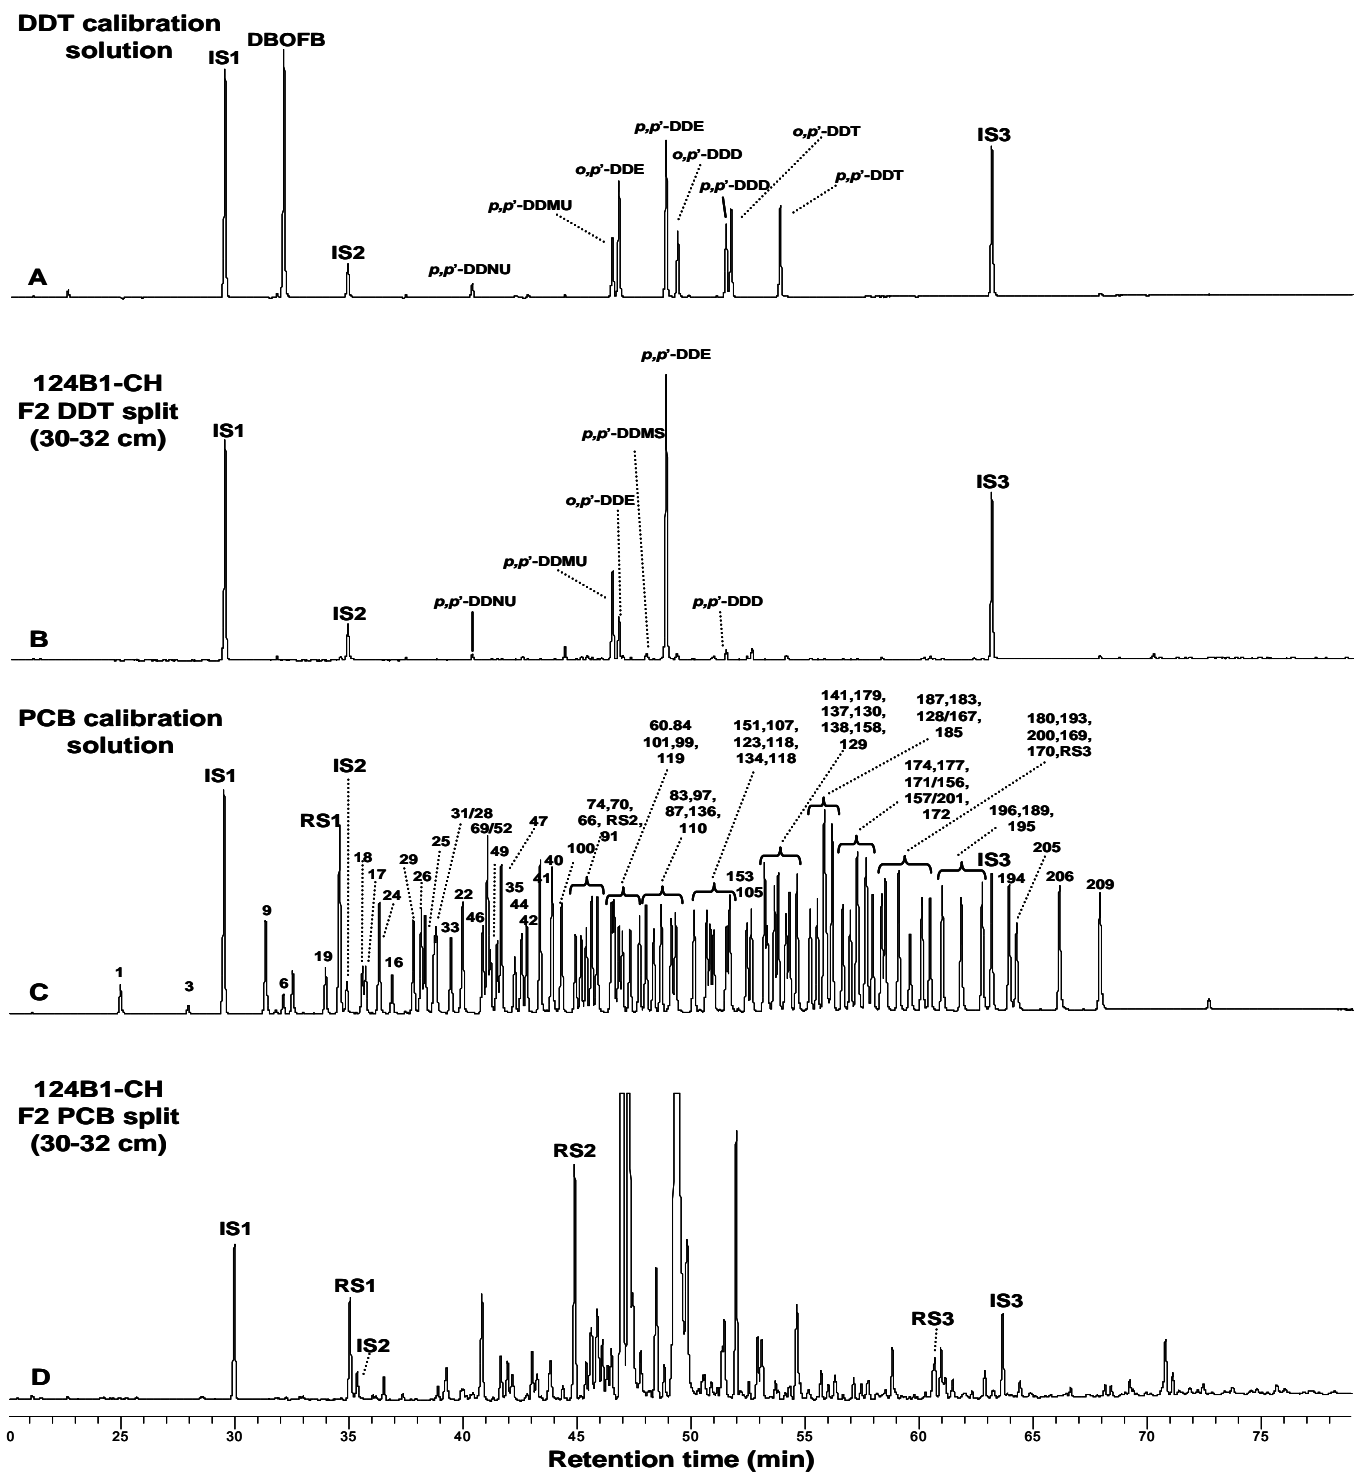 DDT calibration
solution
IS1
DBOFB
IS2
p,p'-DDNU
p,p'-DDMU
o,p'-DDE
p,p'-DDE
o,p'-DDD
p,p'-DDD
o,p'-DDT
p,p'-DDT
IS3
A
124B1-CH
F2 DDT split
(30-32 cm)
IS1
IS2
p,p'-DDNU
p,p'-DDMU
o,p'-DDE
p,p'-DDMS
p,p'-DDE
p,p'-DDD
IS3
B
PCB calibration
solution
1
3
IS1
9
6
19
RS1
IS2
18
17
24
16
29
26
25
31/28
33
22
69/52
46
49
47
35
44
42
41
40
100
74,70,
66, RS2,
91
60.84
101,99,
119
83,97,
87,136,
110
151,107,
123,118,
134,118
153
105
141,179,
137,130,
138,158,
129
187,183,
128/167,
185
174,177,
171/156,
157/201,
172
180,193,
200,169,
170,RS3
196,189,
195
IS3
194
205
206
209
C
124B1-CH
F2 PCB split
(30-32 cm)
IS1
RS1
IS2
RS2
RS3
IS3
D
0 25 30 35 40 45 50 55 60 65 70 75
Retention time (min)